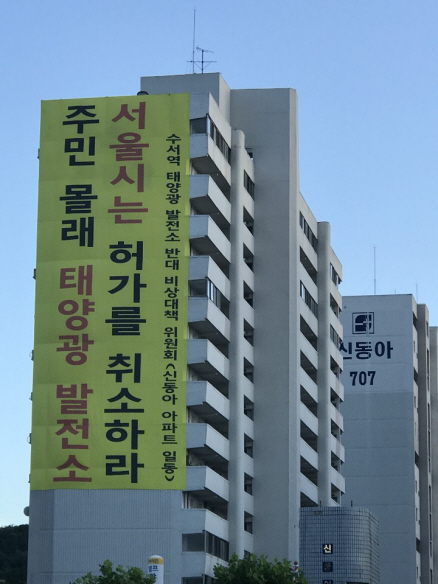 주민 몰래 태양광 발전소
서울시는 허가를 취소하라
수서역 태양광 발전소 반대 비상대책 위원회 <신동아 아파트 일동>
신동아
707
신